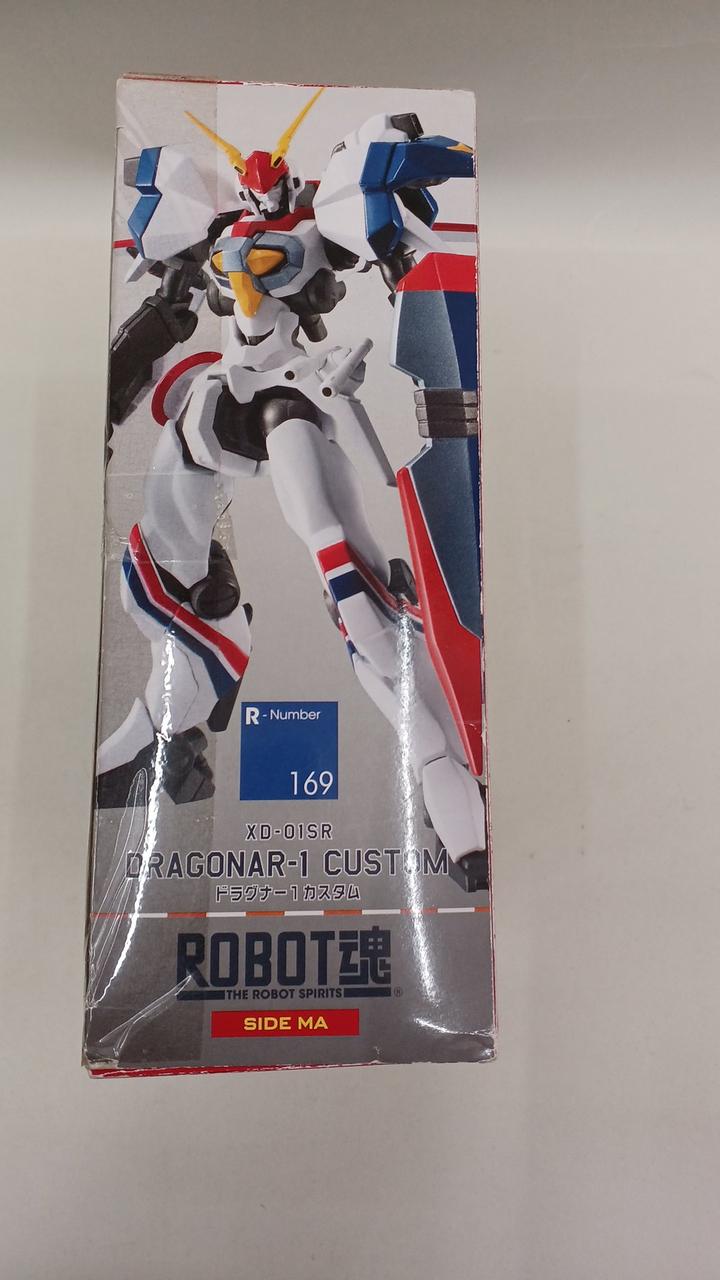 R - Number
169
XD-01SR
DRAGONAR-1 CUSTOM
ドラグナー1カスタム
ROBOT魂
THE ROBOT SPIRITS ®
SIDE MA